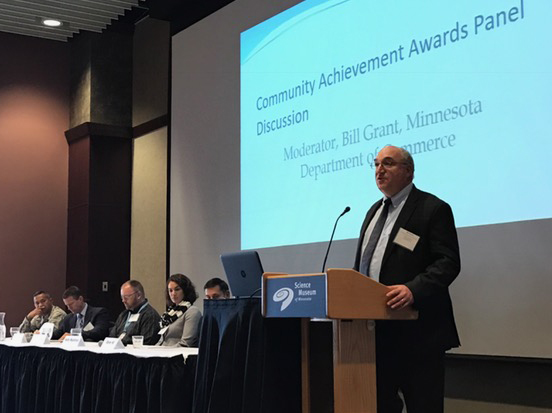 Community Achievement Awards Panel
Discussion
Moderator, Bill Grant, Minnesota
Department of Commerce
Science
Museum
of Minnesota